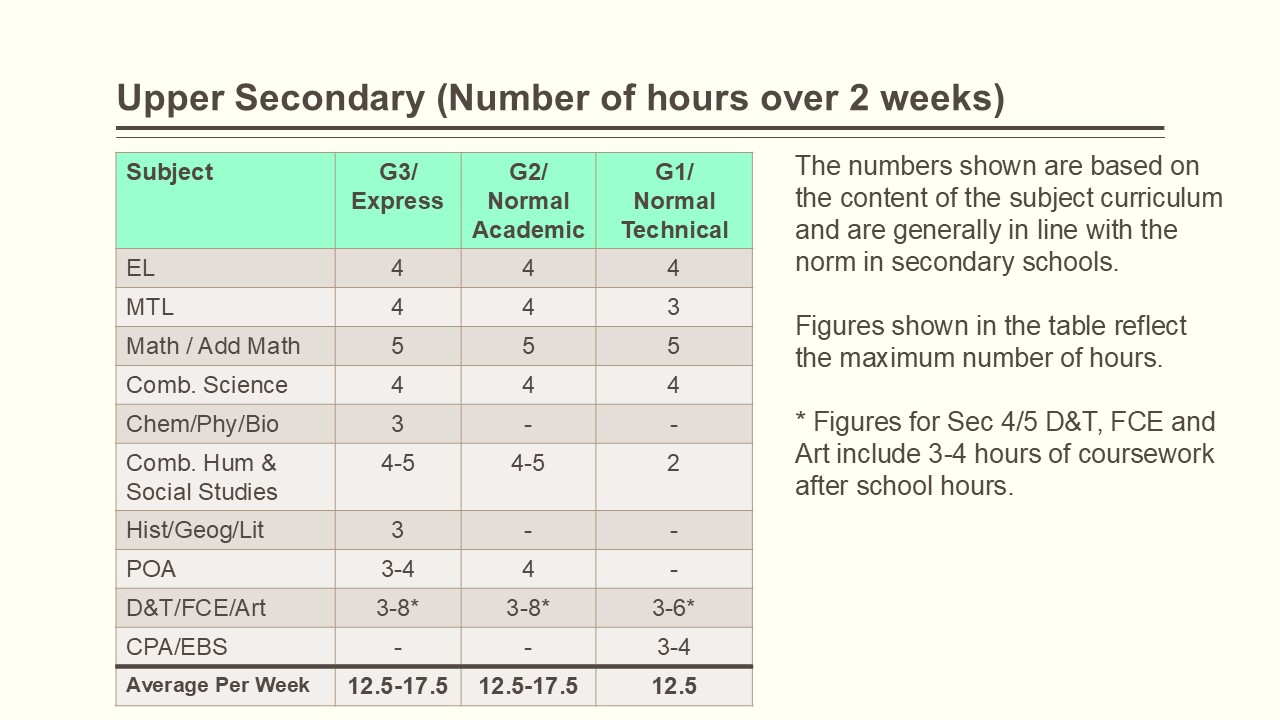 Upper Secondary (Number of hours over 2 weeks)
Subject G3/ Express G2/ Normal Academic G1/ Normal Technical
EL 4 4 4
MTL 4 4 3
Math / Add Math 5 5 5
Comb. Science 4 4 4
Chem/Phy/Bio 3 - -
Comb. Hum & Social Studies 4-5 4-5 2
Hist/Geog/Lit 3 - -
POA 3-4 4 -
D&T/FCE/Art 3-8* 3-8* 3-6*
CPA/EBS - - 3-4
Average Per Week 12.5-17.5 12.5-17.5 12.5
The numbers shown are based on
the content of the subject curriculum
and are generally in line with the
norm in secondary schools.
Figures shown in the table reflect
the maximum number of hours.
* Figures for Sec 4/5 D&T, FCE and
Art include 3-4 hours of coursework
after school hours.